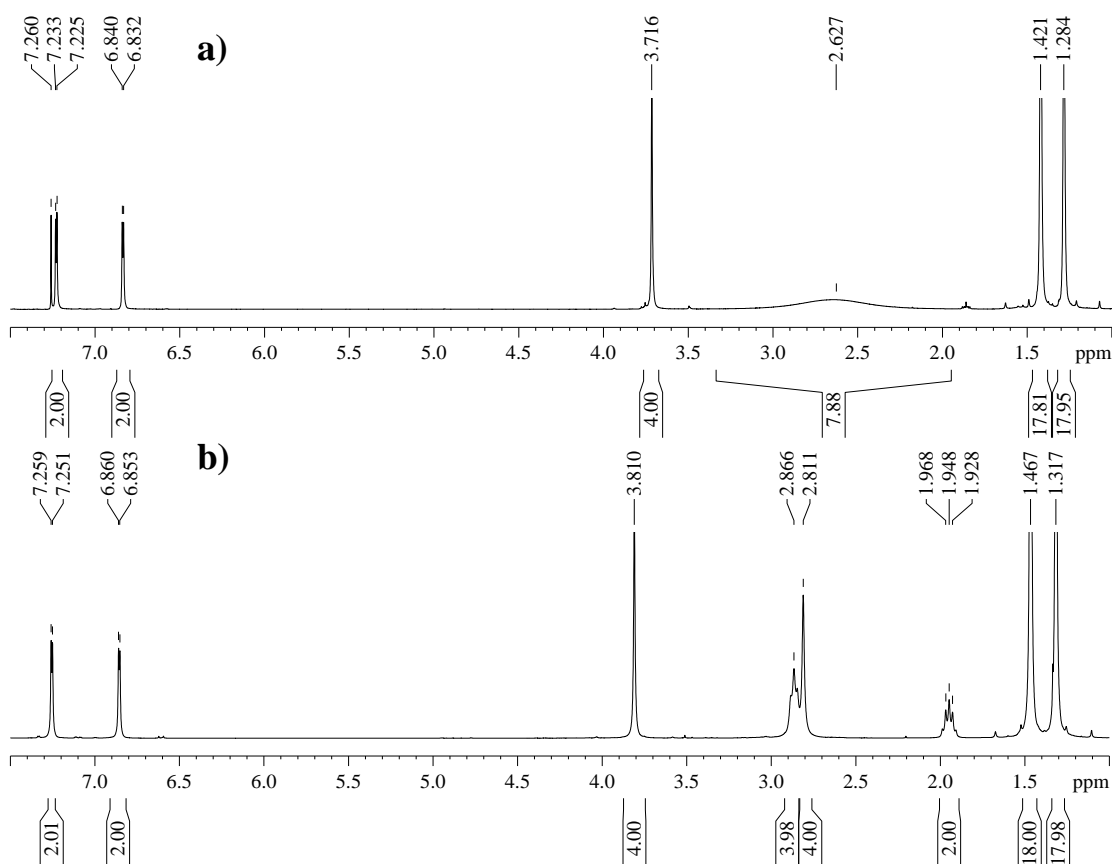 7.260 7.233 7.225 6.840 6.832 3.716 2.627 1.421 1.284
a)
7.0 6.5 6.0 5.5 5.0 4.5 4.0 3.5 3.0 2.5 2.0 1.5 ppm
2.00 2.00 4.00 7.88 17.81 17.95
b)
7.259 7.251 6.860 6.853 3.810 2.866 2.811 1.968 1.948 1.928 1.467 1.317
7.0 6.5 6.0 5.5 5.0 4.5 4.0 3.5 3.0 2.5 2.0 1.5 ppm
2.01 2.00 4.00 3.98 4.00 2.00 18.00 17.98